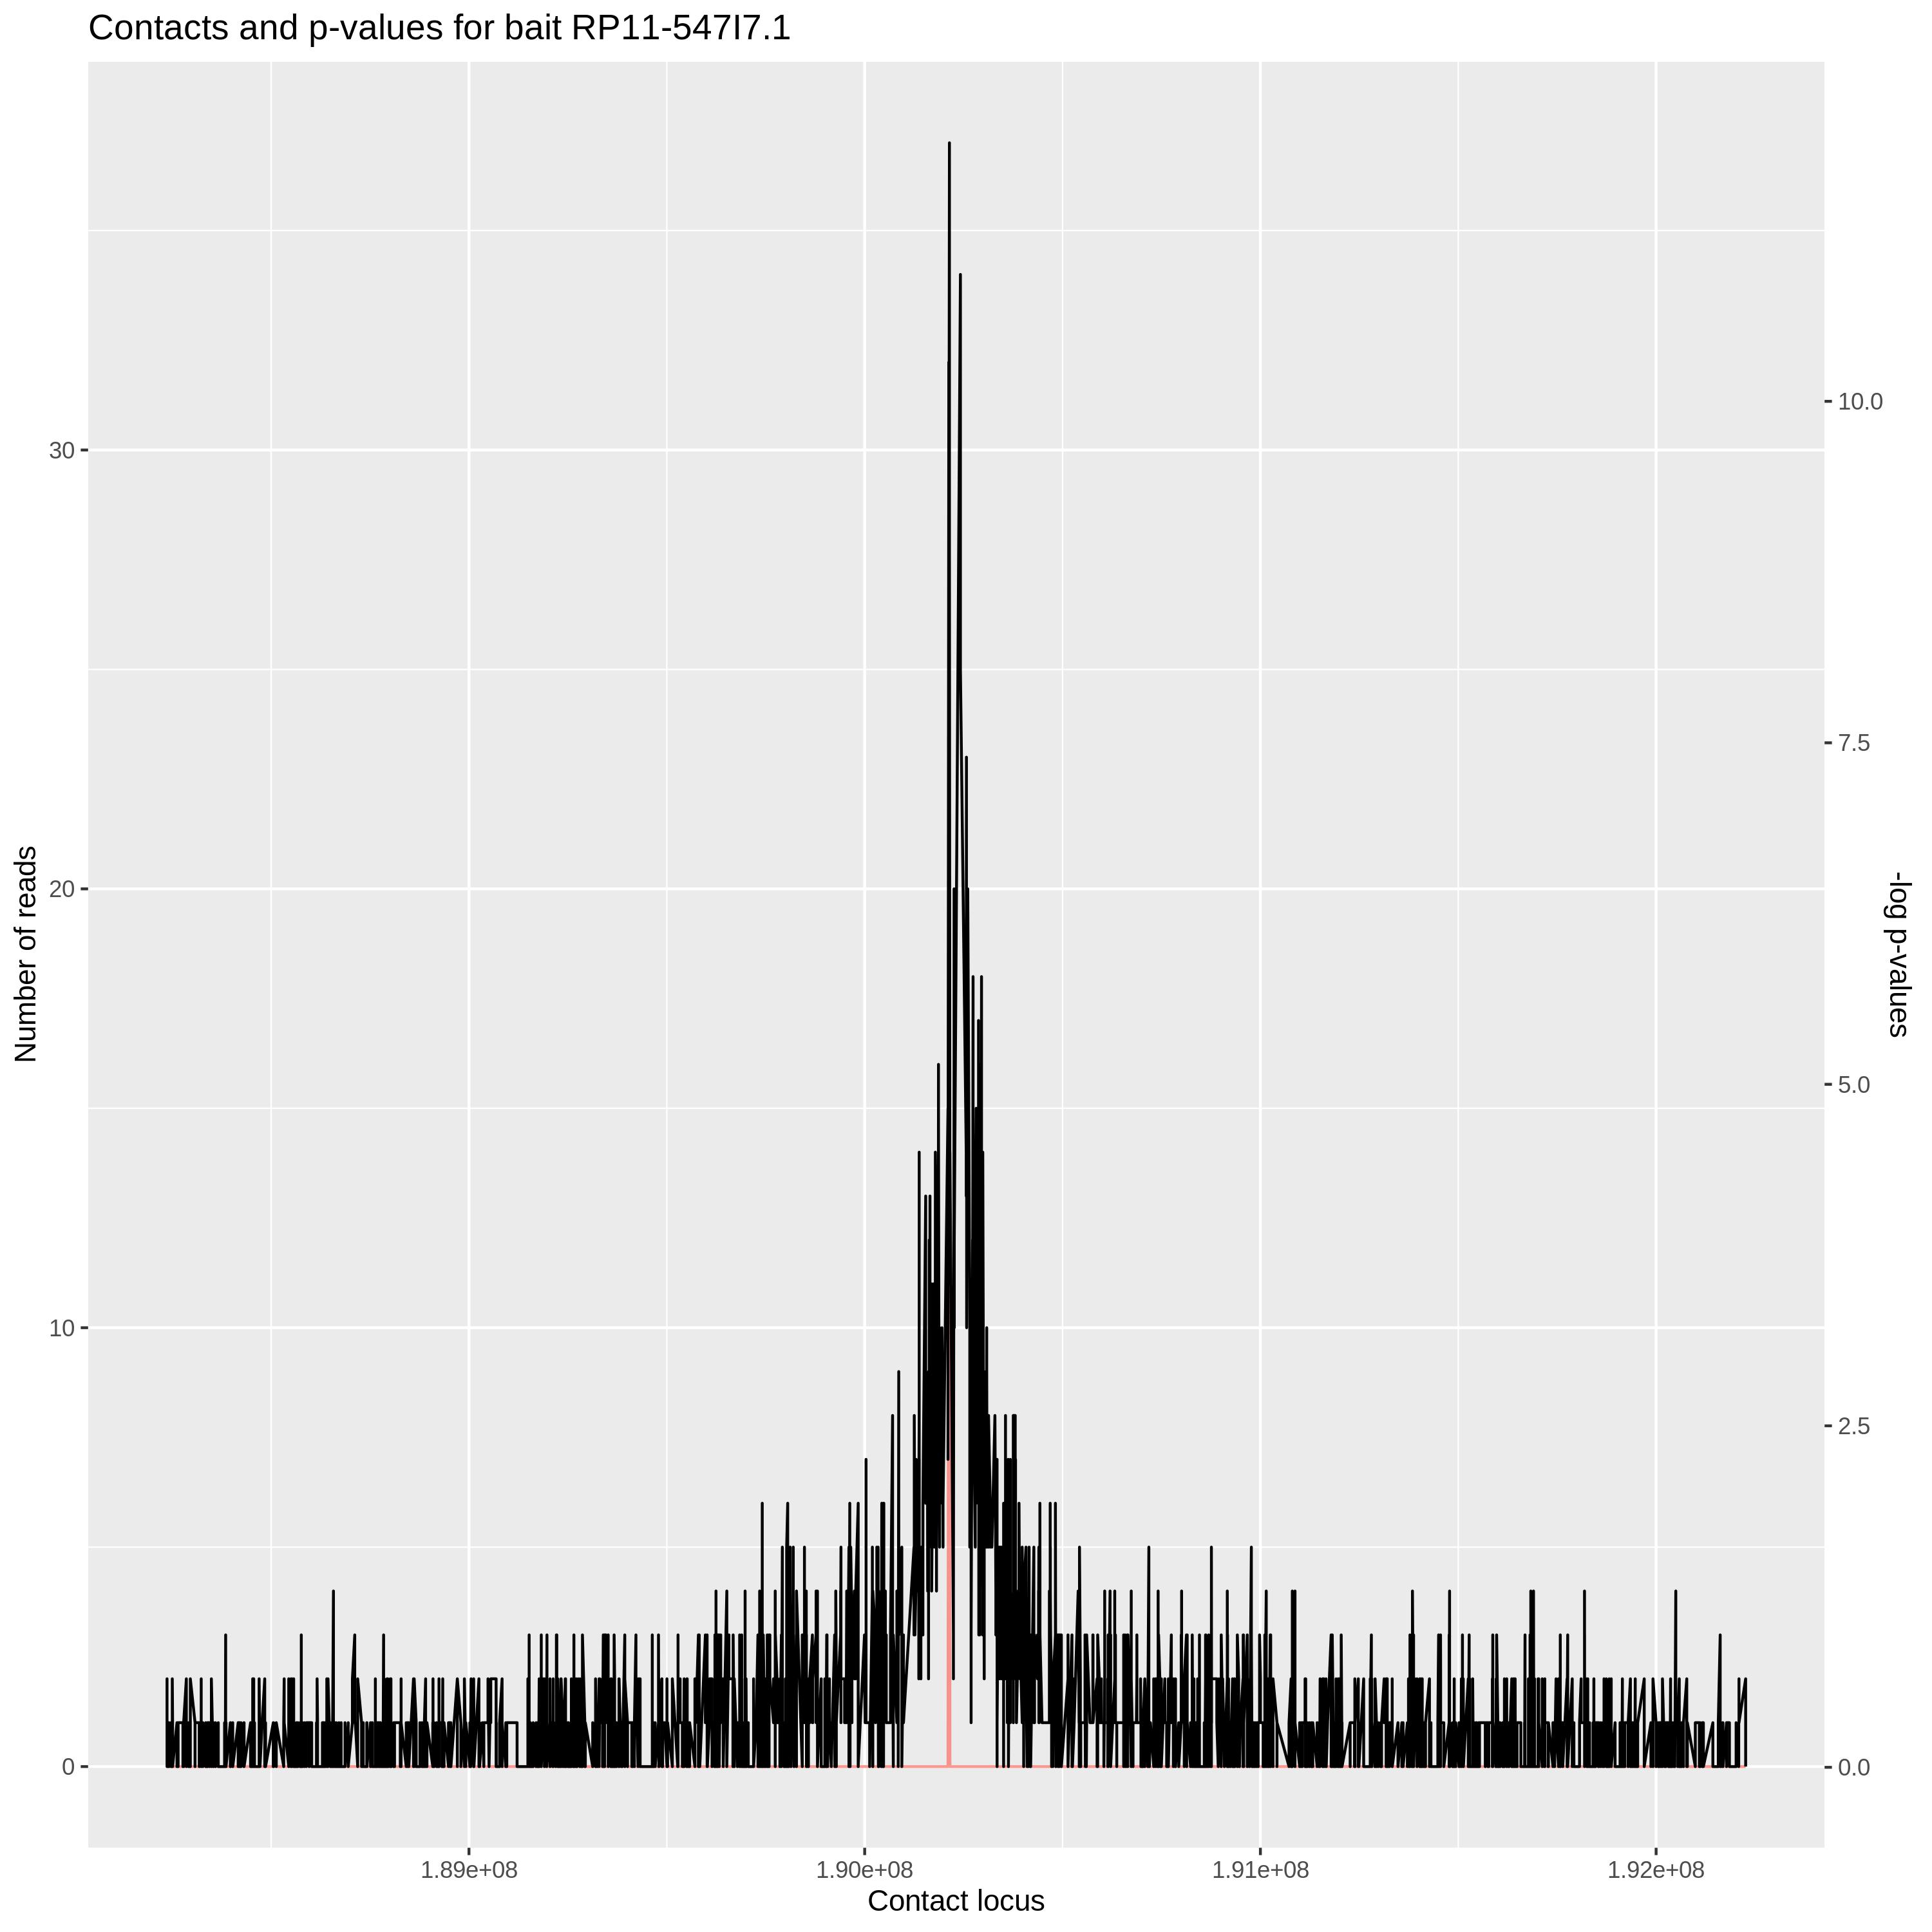 Contacts and p-values for bait RP11-547I7.1
Number of reads
30
20
10
0
10.0
7.5
5.0
2.5
0.0
-log p-values
1.89e+08
1.90e+08
1.91e+08
1.92e+08
Contact locus